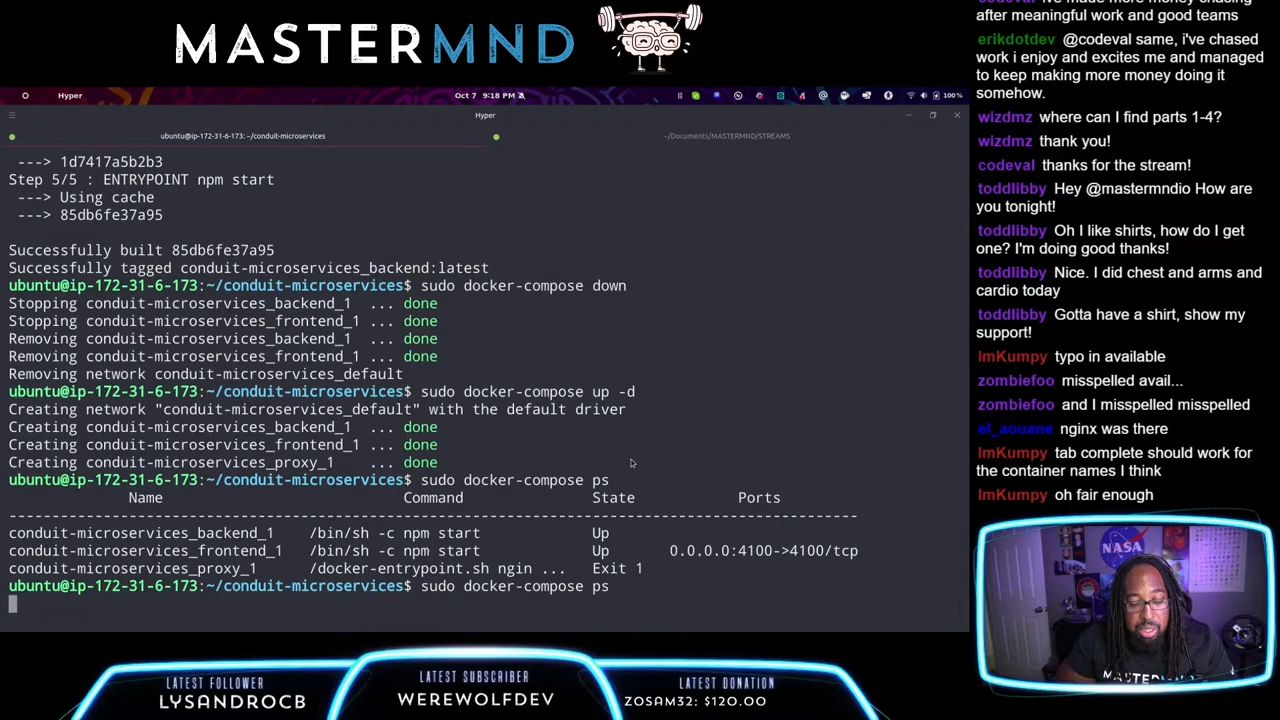 MASTERMND
Hyper
Oct 7 9:18 PM
100%
Hyper
ubuntu@ip-172-31-6-173: ~/conduit-microservices
~/Documents/MASTERMND/STREAMS
---> 1d7417a5b2b3
Step 5/5 : ENTRYPOINT npm start
---> Using cache
---> 85db6fe37a95
Successfully built 85db6fe37a95
Successfully tagged conduit-microservices_backend:latest
ubuntu@ip-172-31-6-173:~/conduit-microservices$ sudo docker-compose down
Stopping conduit-microservices_backend_1 ... done
Stopping conduit-microservices_frontend_1 ... done
Removing conduit-microservices_backend_1 ... done
Removing conduit-microservices_frontend_1 ... done
Removing network conduit-microservices_default
ubuntu@ip-172-31-6-173:~/conduit-microservices$ sudo docker-compose up -d
Creating network "conduit-microservices_default" with the default driver
Creating conduit-microservices_backend_1 ... done
Creating conduit-microservices_frontend_1 ... done
Creating conduit-microservices_proxy_1 ... done
ubuntu@ip-172-31-6-173:~/conduit-microservices$ sudo docker-compose ps
Name Command State Ports
--------------------------------------------------------------------------------
conduit-microservices_backend_1 /bin/sh -c npm start Up
conduit-microservices_frontend_1 /bin/sh -c npm start Up 0.0.0.0:4100->4100/tcp
conduit-microservices_proxy_1 /docker-entrypoint.sh ngin ... Exit 1
ubuntu@ip-172-31-6-173:~/conduit-microservices$ sudo docker-compose ps
after meaningful work and good teams
erikdotdev @codeval same, i've chased
work i enjoy and excites me and managed
to keep making more money doing it
somehow.
wizdmz where can I find parts 1-4?
wizdmz thank you!
codeval thanks for the stream!
toddlibby Hey @mastermndio How are
you tonight!
toddlibby Oh I like shirts, how do I get
one? I'm doing good thanks!
toddlibby Nice. I did chest and arms and
cardio today
toddlibby Gotta have a shirt, show my
support!
ImKumpy typo in available
zombiefoo misspelled avail...
zombiefoo and I misspelled misspelled
el_aouane nginx was there
ImKumpy tab complete should work for
the container names I think
ImKumpy oh fair enough
NASA
MASTERMND
LATEST FOLLOWER
LYSANDROCB
LATEST SUBSCRIBER
WEREWOLFDEV
LATEST DONATION
ZOSAM32: $120.00